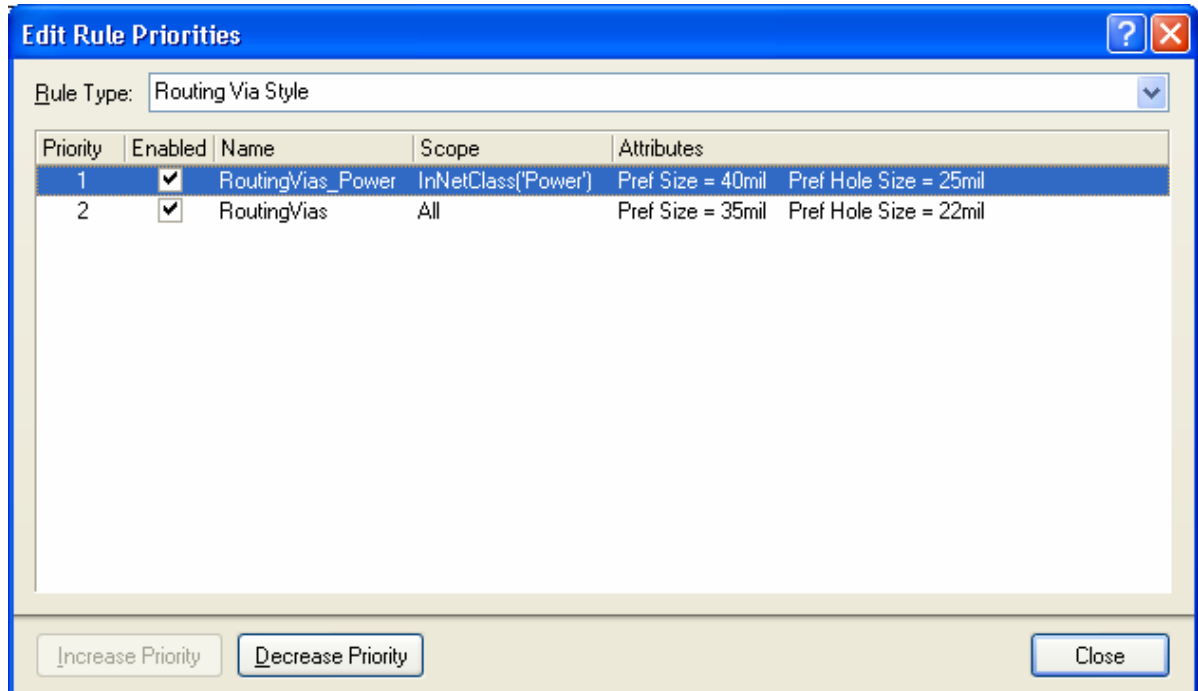 Edit Rule Priorities
Rule Type: Routing Via Style
Priority Enabled Name Scope Attributes
1 RoutingVias_Power InNetClass('Power') Pref Size = 40mil Pref Hole Size = 25mil
2 RoutingVias All Pref Size = 35mil Pref Hole Size = 22mil
Increase Priority Decrease Priority Close